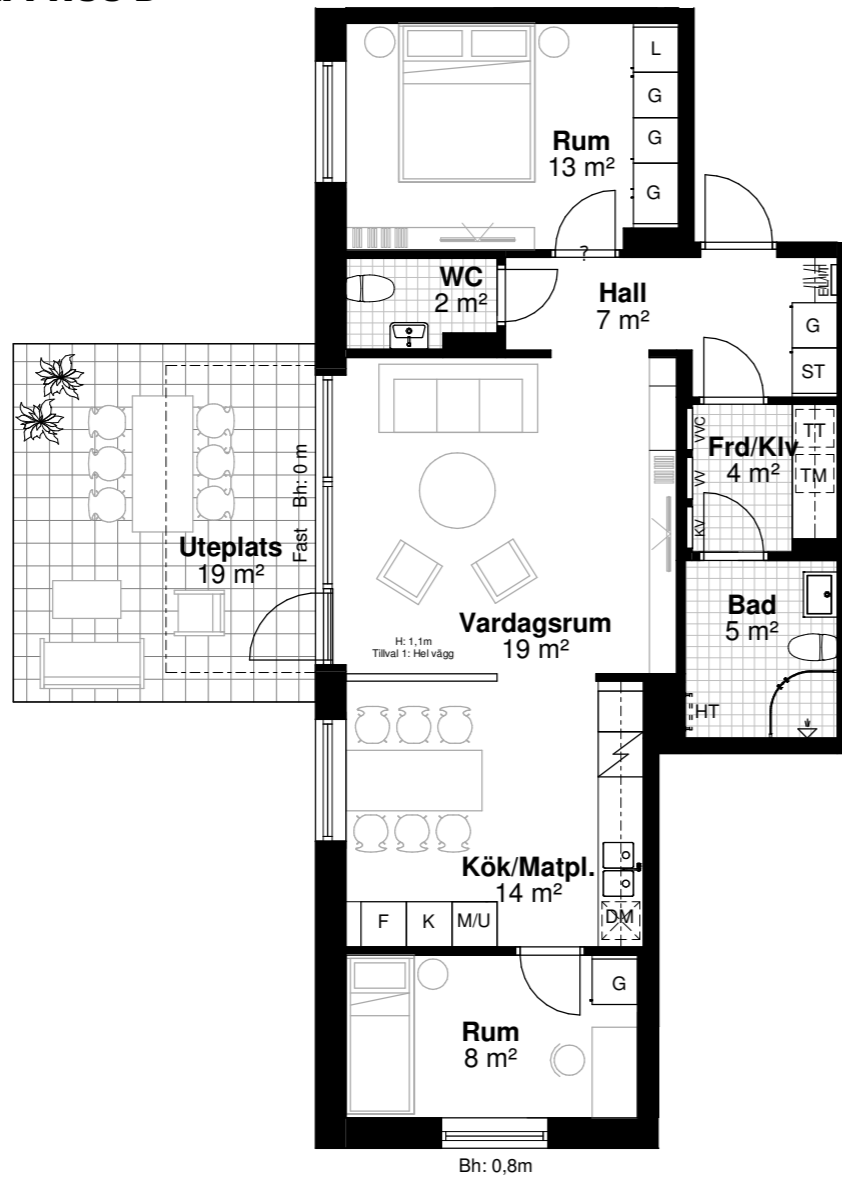 L
G
G
G
Rum
13 m²
?
WC
2 m²
Hall
7 m²
G
ST
VVC
VV
KV
Frd/Klv
4 m²
TT
TM
Uteplats
19 m²
Fast Bh: 0 m
Bad
5 m²
HT
Vardagsrum
19 m²
H: 1,1m
Tillval 1: Hel vägg
Kök/Matpl.
14 m²
F K M/U
DM
G
Rum
8 m²
Bh: 0,8m